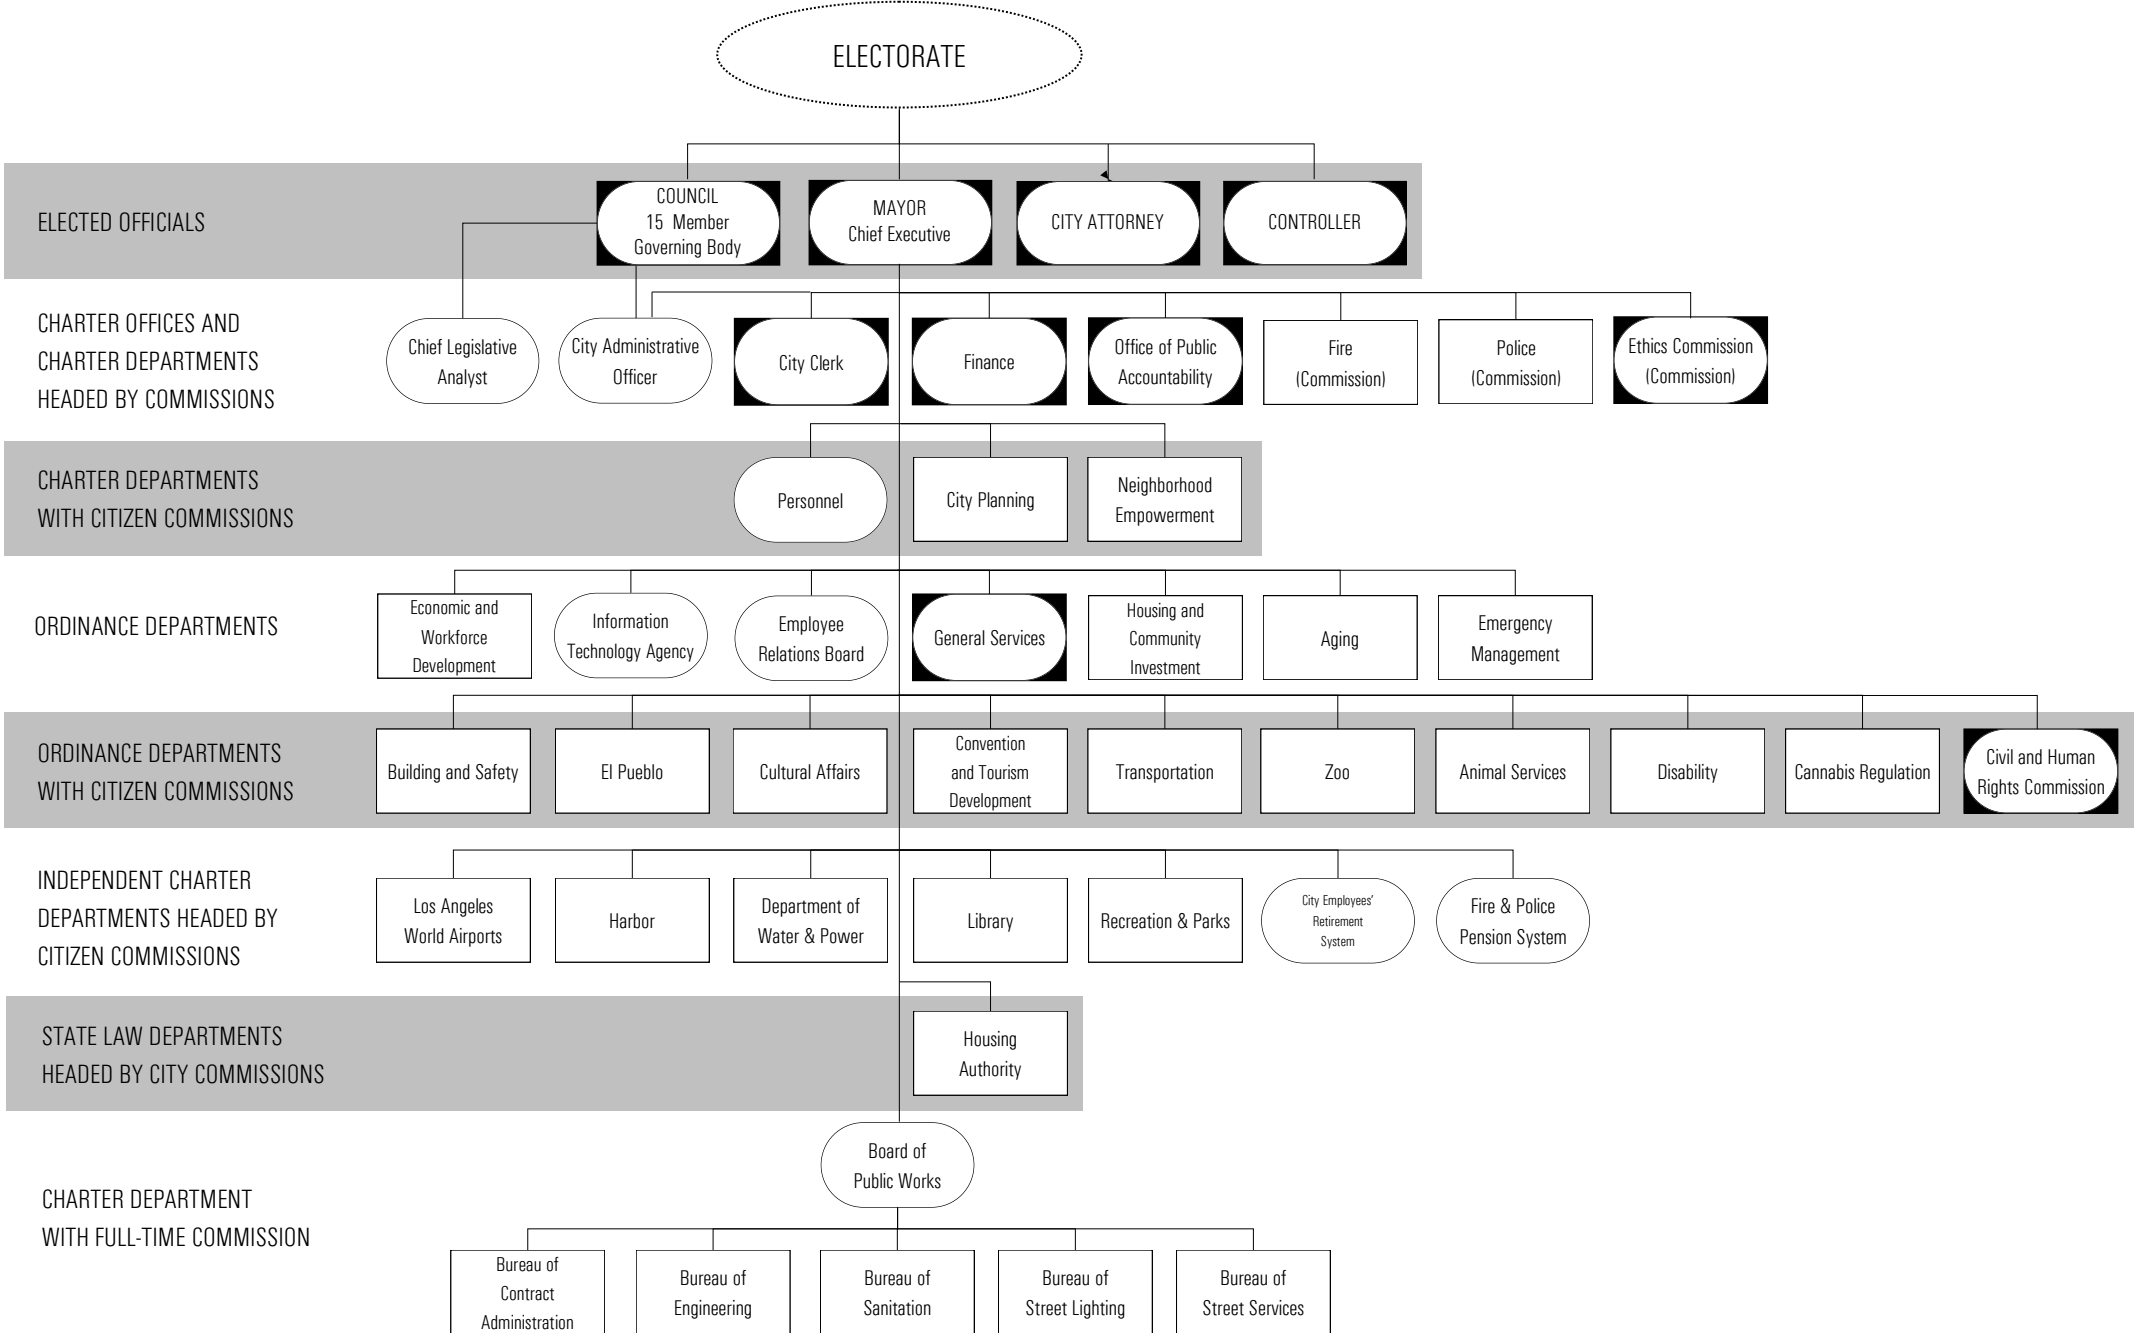 ELECTORATE
ELECTED OFFICIALS
COUNCIL
15 Member
Governing Body
MAYOR
Chief Executive
CITY ATTORNEY
CONTROLLER
CHARTER OFFICES AND
CHARTER DEPARTMENTS
HEADED BY COMMISSIONS
Chief Legislative
Analyst
City Administrative
Officer
City Clerk
Finance
Office of Public
Accountability
Fire
(Commission)
Police
(Commission)
Ethics Commission
(Commission)
CHARTER DEPARTMENTS
WITH CITIZEN COMMISSIONS
Personnel
City Planning
Neighborhood
Empowerment
ORDINANCE DEPARTMENTS
Economic and
Workforce
Development
Information
Technology Agency
Employee
Relations Board
General Services
Housing and
Community
Investment
Aging
Emergency
Management
ORDINANCE DEPARTMENTS
WITH CITIZEN COMMISSIONS
Building and Safety
El Pueblo
Cultural Affairs
Convention
and Tourism
Development
Transportation
Zoo
Animal Services
Disability
Cannabis Regulation
Civil and Human
Rights Commission
INDEPENDENT CHARTER
DEPARTMENTS HEADED BY
CITIZEN COMMISSIONS
Los Angeles
World Airports
Harbor
Department of
Water & Power
Library
Recreation & Parks
City Employees'
Retirement
System
Fire & Police
Pension System
STATE LAW DEPARTMENTS
HEADED BY CITY COMMISSIONS
Housing
Authority
CHARTER DEPARTMENT
WITH FULL-TIME COMMISSION
Board of
Public Works
Bureau of
Contract
Administration
Bureau of
Engineering
Bureau of
Sanitation
Bureau of
Street Lighting
Bureau of
Street Services